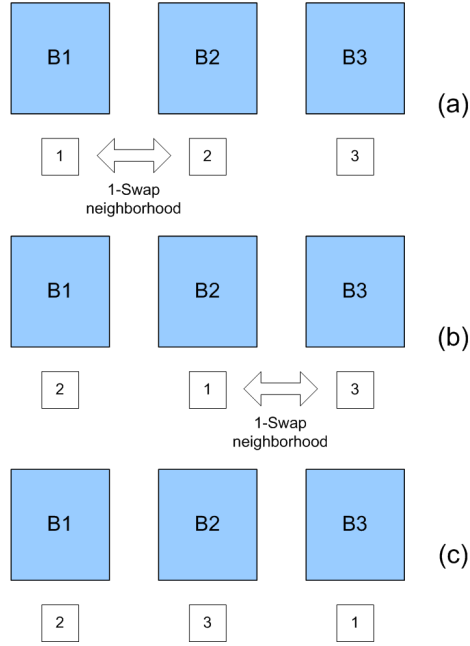 B1 B2 B3
(a)
1 2 3
1-Swap
neighborhood
B1 B2 B3
(b)
2 1 3
1-Swap
neighborhood
B1 B2 B3
(c)
2 3 1